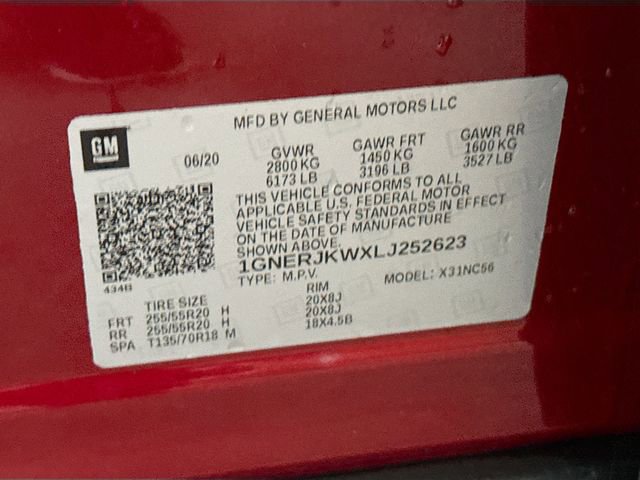 MFD BY GENERAL MOTORS LLC
GM
06/20
GVWR GAWR FRT GAWR RR
2800 KG 1450 KG 1600 KG
6173 LB 3196 LB 3527 LB
THIS VEHICLE CONFORMS TO ALL
APPLICABLE U.S. FEDERAL MOTOR
VEHICLE SAFETY STANDARDS IN EFFECT
ON THE DATE OF MANUFACTURE
SHOWN ABOVE.
1GNERJKWXLJ252623
TYPE: M.P.V. MODEL: X31NC56
434B
TIRE SIZE RIM
FRT 255/55R20 H 20X8J
RR 255/55R20 H 20X8J
SPA T135/70R18 M 18X4.5B